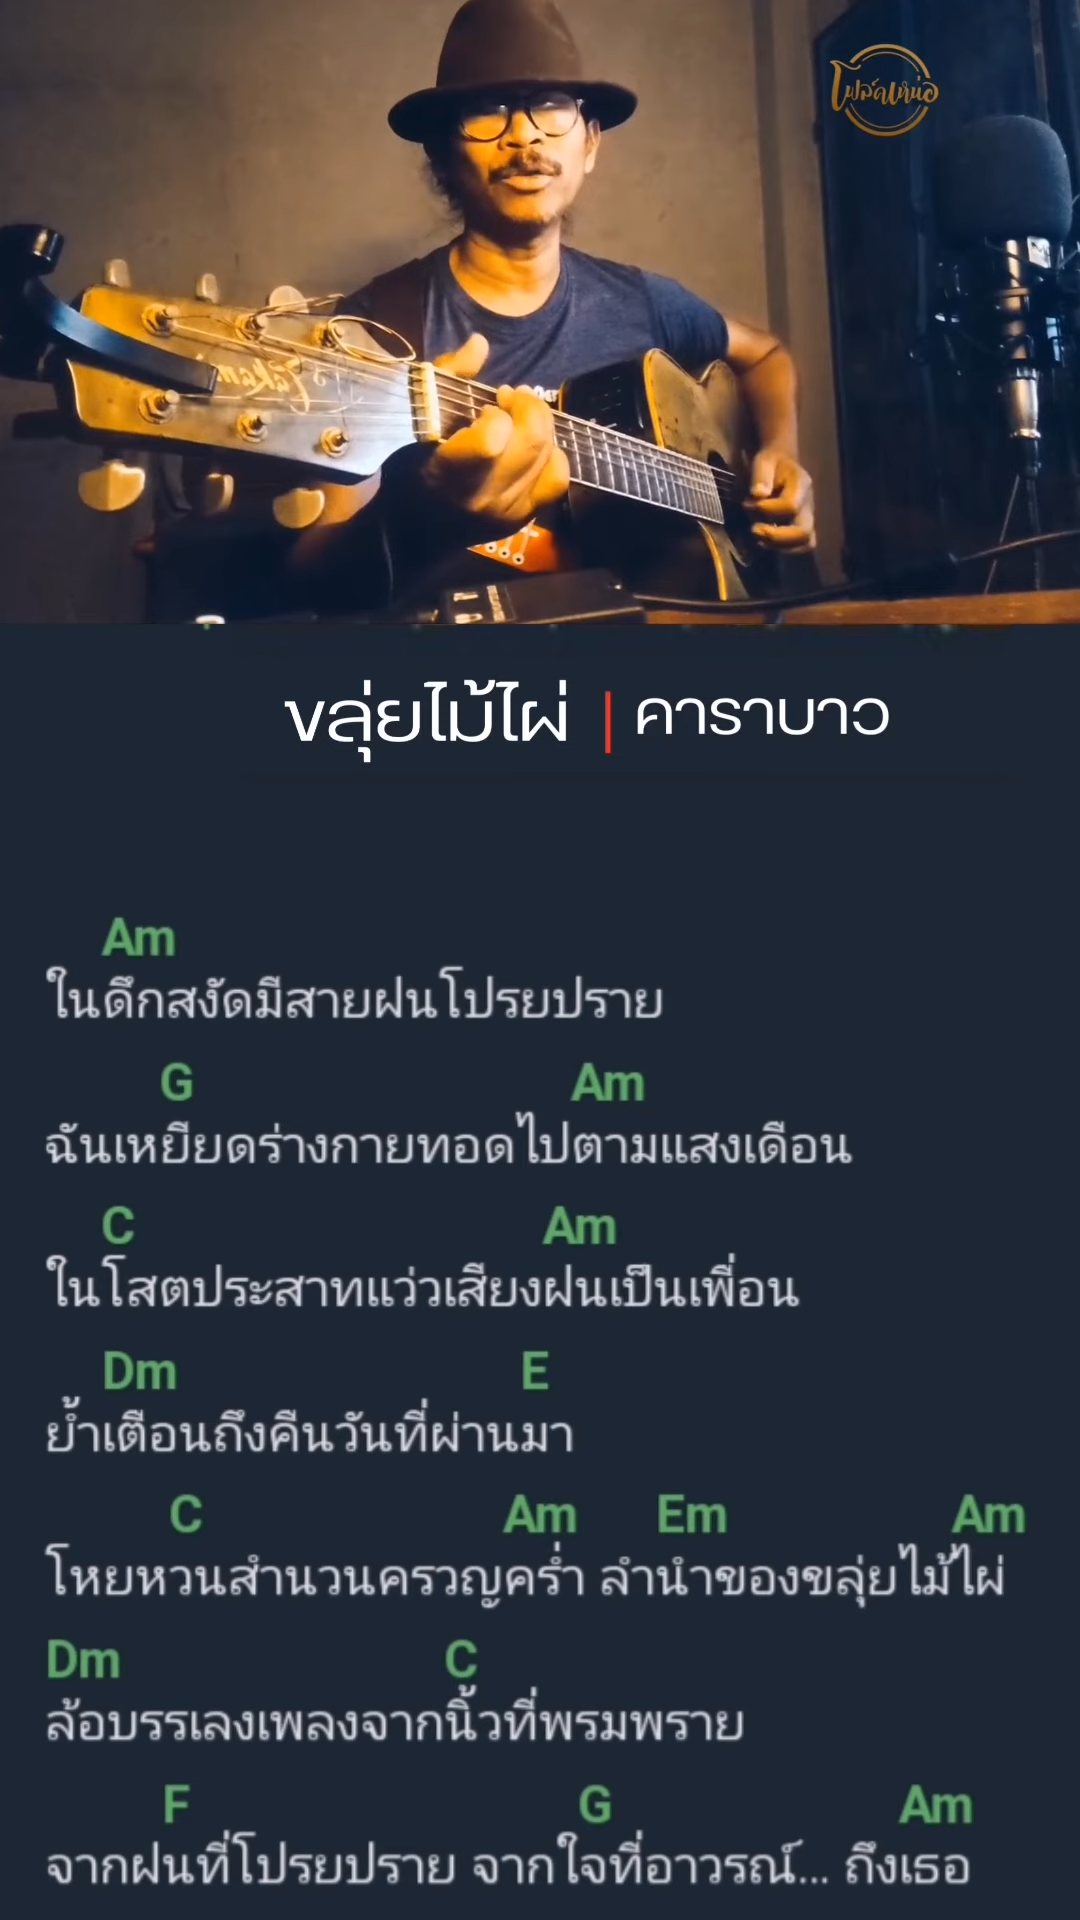 โฟล์คเหน่อ
ขลุ่ยไม้ไผ่ | คาราบาว
Am
ในดึกสงัดมีสายฝนโปรยปราย
G Am
ฉันเหยียดร่างกายทอดไปตามแสงเดือน
C Am
ในโสตประสาทแว่วเสียงฝนเป็นเพื่อน
Dm E
ย้ำเตือนถึงคืนวันที่ผ่านมา
C Am Em Am
โหยหวนสำนวนครวญคร่ำ ลำนำของขลุ่ยไม้ไผ่
Dm C
ล้อบรรเลงเพลงจากนิ้วที่พรมพราย
F G Am
จากฝนที่โปรยปราย จากใจที่อาวรณ์... ถึงเธอ